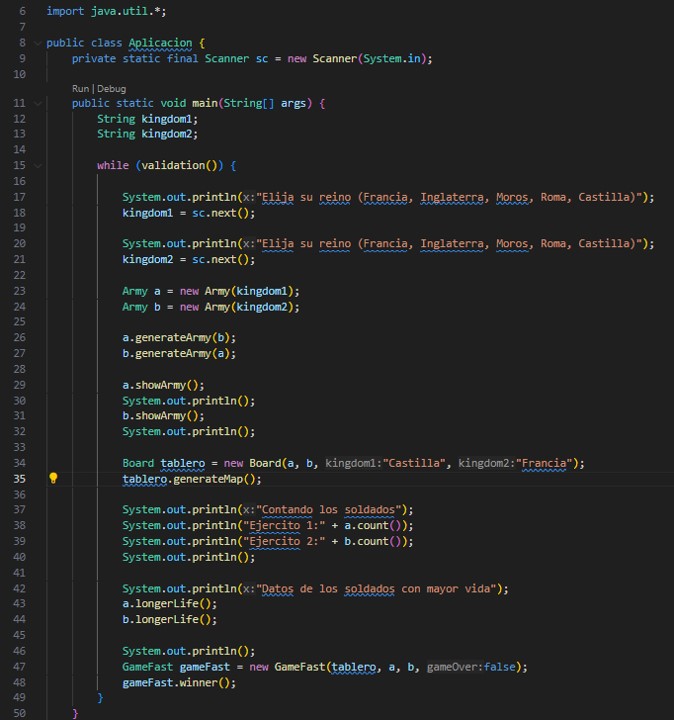 6 import java.util.*;
7
8 public class Aplicacion {
9 private static final Scanner sc = new Scanner(System.in);
10
Run | Debug
11 public static void main(String[] args) {
12 String kingdom1;
13 String kingdom2;
14
15 while (validation()) {
16
17 System.out.println(x:"Elija su reino (Francia, Inglaterra, Moros, Roma, Castilla)");
18 kingdom1 = sc.next();
19
20 System.out.println(x:"Elija su reino (Francia, Inglaterra, Moros, Roma, Castilla)");
21 kingdom2 = sc.next();
22
23 Army a = new Army(kingdom1);
24 Army b = new Army(kingdom2);
25
26 a.generateArmy(b);
27 b.generateArmy(a);
28
29 a.showArmy();
30 System.out.println();
31 b.showArmy();
32 System.out.println();
33
34 Board tablero = new Board(a, b, kingdom1:"Castilla", kingdom2:"Francia");
35 tablero.generateMap();
36
37 System.out.println(x:"Contando los soldados");
38 System.out.println("Ejercito 1:" + a.count());
39 System.out.println("Ejercito 2:" + b.count());
40 System.out.println();
41
42 System.out.println(x:"Datos de los soldados con mayor vida");
43 a.longerLife();
44 b.longerLife();
45
46 System.out.println();
47 GameFast gameFast = new GameFast(tablero, a, b, gameOver:false);
48 gameFast.winner();
49 }
50 }